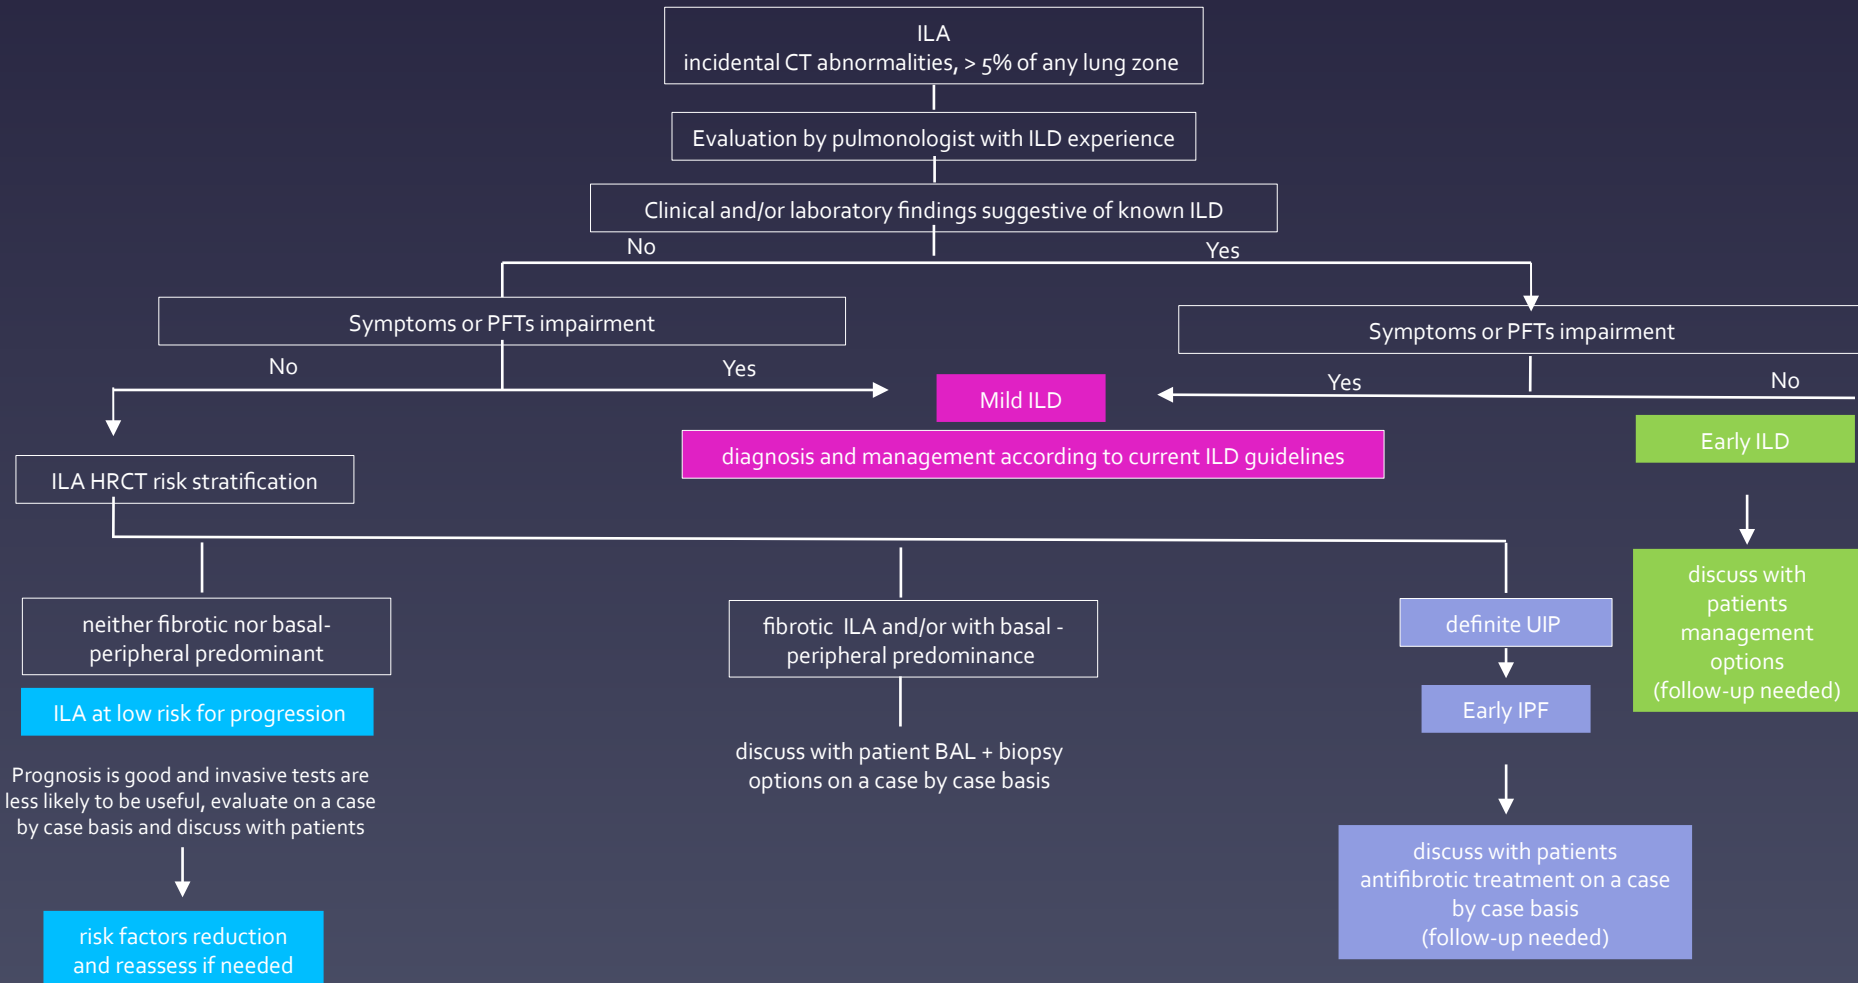 ILA
incidental CT abnormalities, > 5% of any lung zone
Evaluation by pulmonologist with ILD experience
Clinical and/or laboratory findings suggestive of known ILD
No
Yes
Symptoms or PFTs impairment
Symptoms or PFTs impairment
No
Yes
Yes
No
Mild ILD
diagnosis and management according to current ILD guidelines
Early ILD
ILA HRCT risk stratification
discuss with
patients
management
options
(follow-up needed)
neither fibrotic nor basal-
peripheral predominant
fibrotic ILA and/or with basal -
peripheral predominance
definite UIP
ILA at low risk for progression
Early IPF
Prognosis is good and invasive tests are
less likely to be useful, evaluate on a case
by case basis and discuss with patients
discuss with patient BAL + biopsy
options on a case by case basis
discuss with patients
antifibrotic treatment on a case
by case basis
(follow-up needed)
risk factors reduction
and reassess if needed